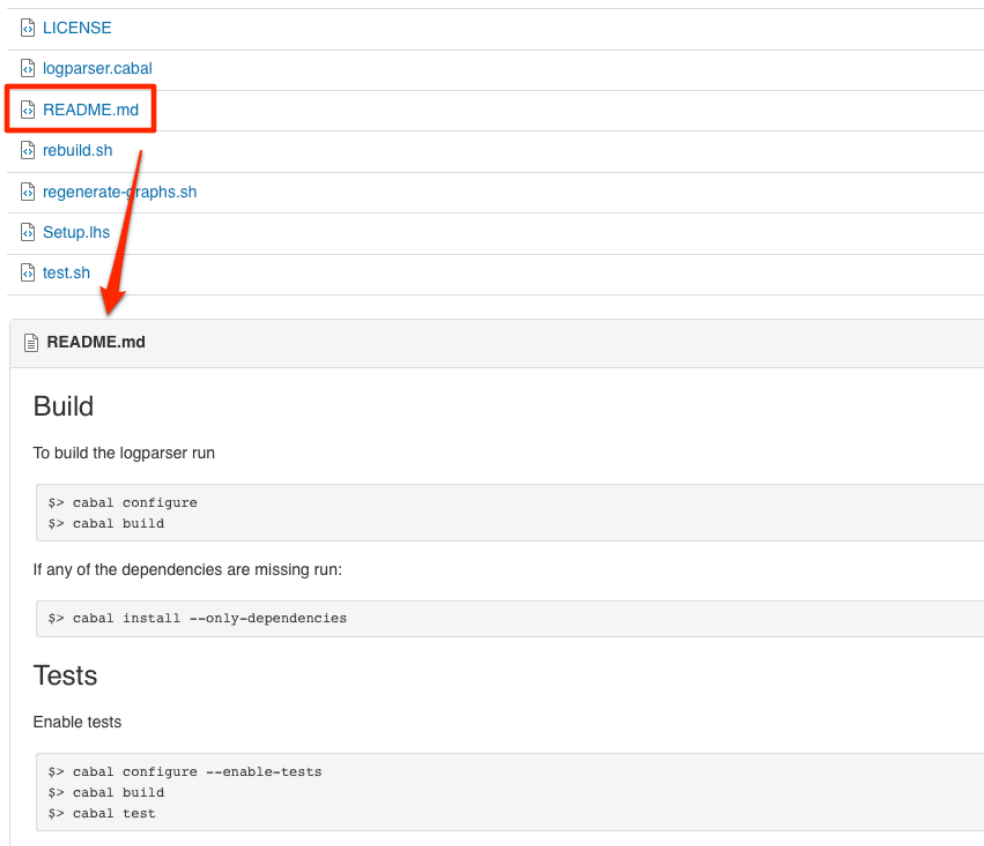 LICENSE
logparser.cabal
README.md
rebuild.sh
regenerate-graphs.sh
Setup.lhs
test.sh
README.md
Build
To build the logparser run
$> cabal configure
$> cabal build
If any of the dependencies are missing run:
$> cabal install --only-dependencies
Tests
Enable tests
$> cabal configure --enable-tests
$> cabal build
$> cabal test